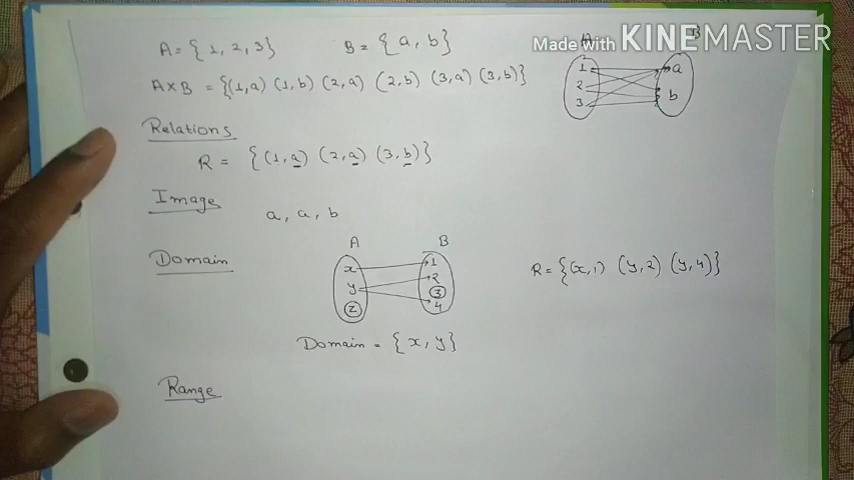 A = { 1, 2, 3}
B = {a, b}
Made with KINEMASTER
A
B
A×B = {(1,a) (1,b) (2,a) (2,b) (3,a) (3,b)}
1
2
3
a
b
Relations
R = {(1,a) (2,a) (3,b)}
Image
a, a, b
Domain
A
B
x
y
z
1
2
3
4
R = {(x,1) (y,2) (y,4)}
Domain = {x, y}
Range